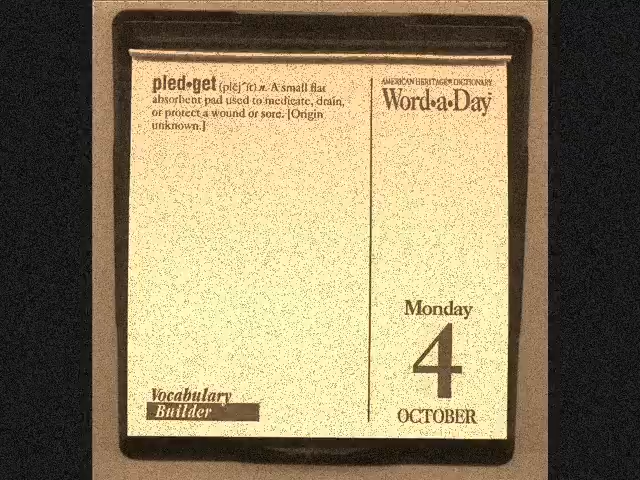 pled•get (plĕj´ĭt) n. A small flat
absorbent pad used to medicate, drain,
or protect a wound or sore. [Origin
unknown.]
Vocabulary
Builder
AMERICAN HERITAGE® DICTIONARY
Word•a•Day
Monday
4
OCTOBER